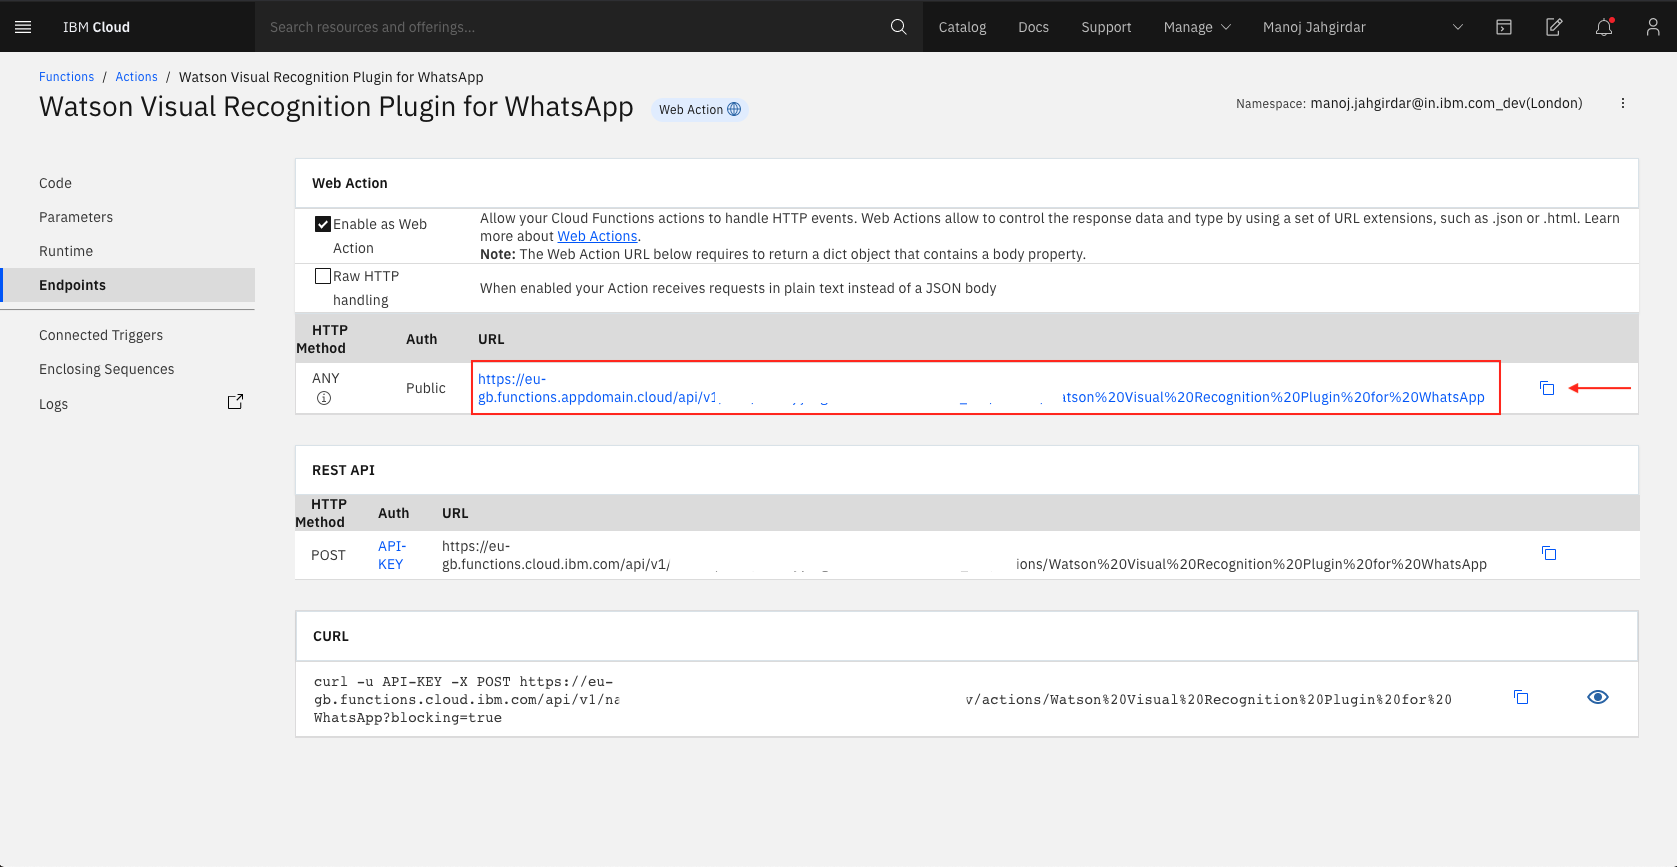 IBM Cloud
Search resources and offerings...
Catalog
Docs
Support
Manage
Manoj Jahgirdar
Functions / Actions / Watson Visual Recognition Plugin for WhatsApp
Watson Visual Recognition Plugin for WhatsApp
Web Action
Namespace: manoj.jahgirdar@in.ibm.com_dev(London)
Code
Parameters
Runtime
Endpoints
Connected Triggers
Enclosing Sequences
Logs
Web Action
Enable as Web
Action
Allow your Cloud Functions actions to handle HTTP events. Web Actions allow to control the response data and type by using a set of URL extensions, such as .json or .html. Learn
more about Web Actions.
Note: The Web Action URL below requires to return a dict object that contains a body property.
Raw HTTP
handling
When enabled your Action receives requests in plain text instead of a JSON body
HTTP
Method
Auth
URL
ANY
Public
https://eu-
gb.functions.appdomain.cloud/api/v1 atson%20Visual%20Recognition%20Plugin%20for%20WhatsApp
REST API
HTTP
Method
Auth
URL
POST
API-
KEY
https://eu-
gb.functions.cloud.ibm.com/api/v1/ ions/Watson%20Visual%20Recognition%20Plugin%20for%20WhatsApp
CURL
curl -u API-KEY -X POST https://eu-
gb.functions.cloud.ibm.com/api/v1/na v/actions/Watson%20Visual%20Recognition%20Plugin%20for%20
WhatsApp?blocking=true